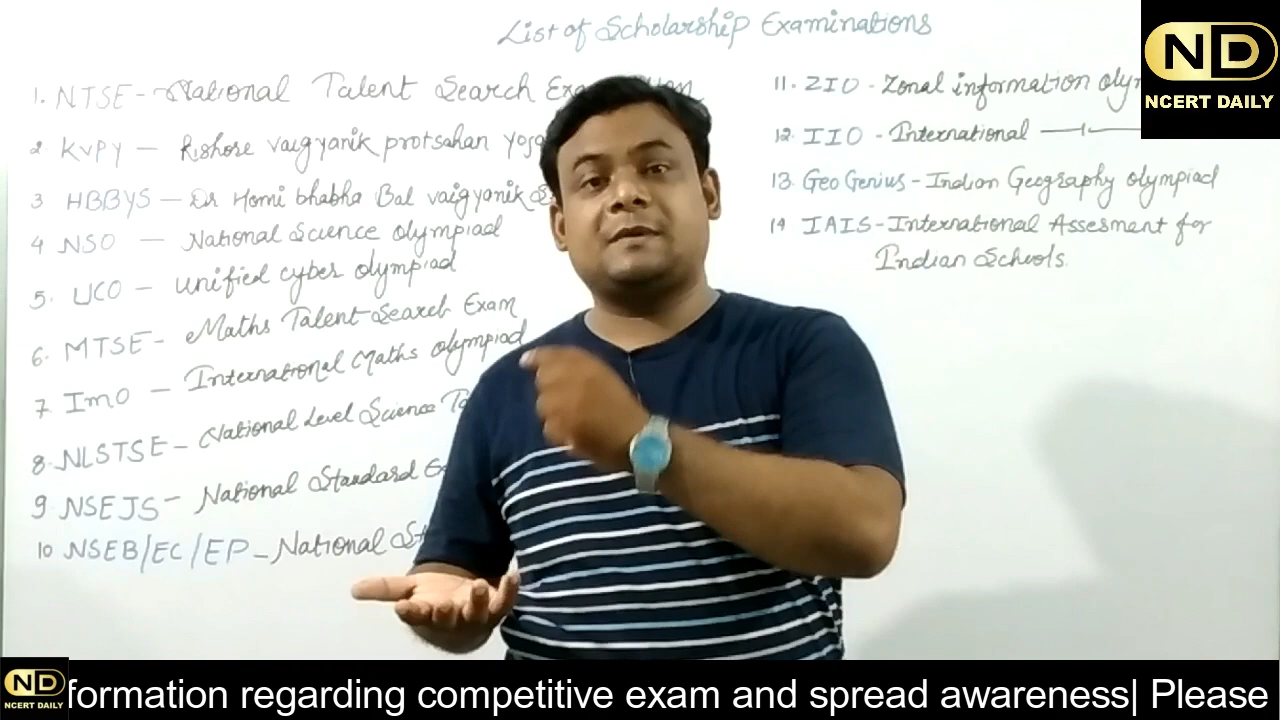 List of Scholarship Examinations
1. NTSE - National Talent Search
2 KVPY - Kishore vaigyanik protsahan
3 HBBYS - Dr Homi bhabha Bal vaigyanik
4 NSO - National Science olympiad
5. UCO - Unified cyber olympiad
6. MTSE - Maths Talent Search Exam
7 ImO - International Maths olympiad
8. NLSTSE - National Level Science
9 NSEJS - National Standard
10 NSEB/EC/EP - National
11. ZIO - Zonal information
12. IIO - International
13. Geo Genius - Indian Geography olympiad
14 IAIS - International Assesment for
Indian Schools.
ND
NCERT DAILY
ND
NCERT DAILY
formation regarding competitive exam and spread awareness| Please